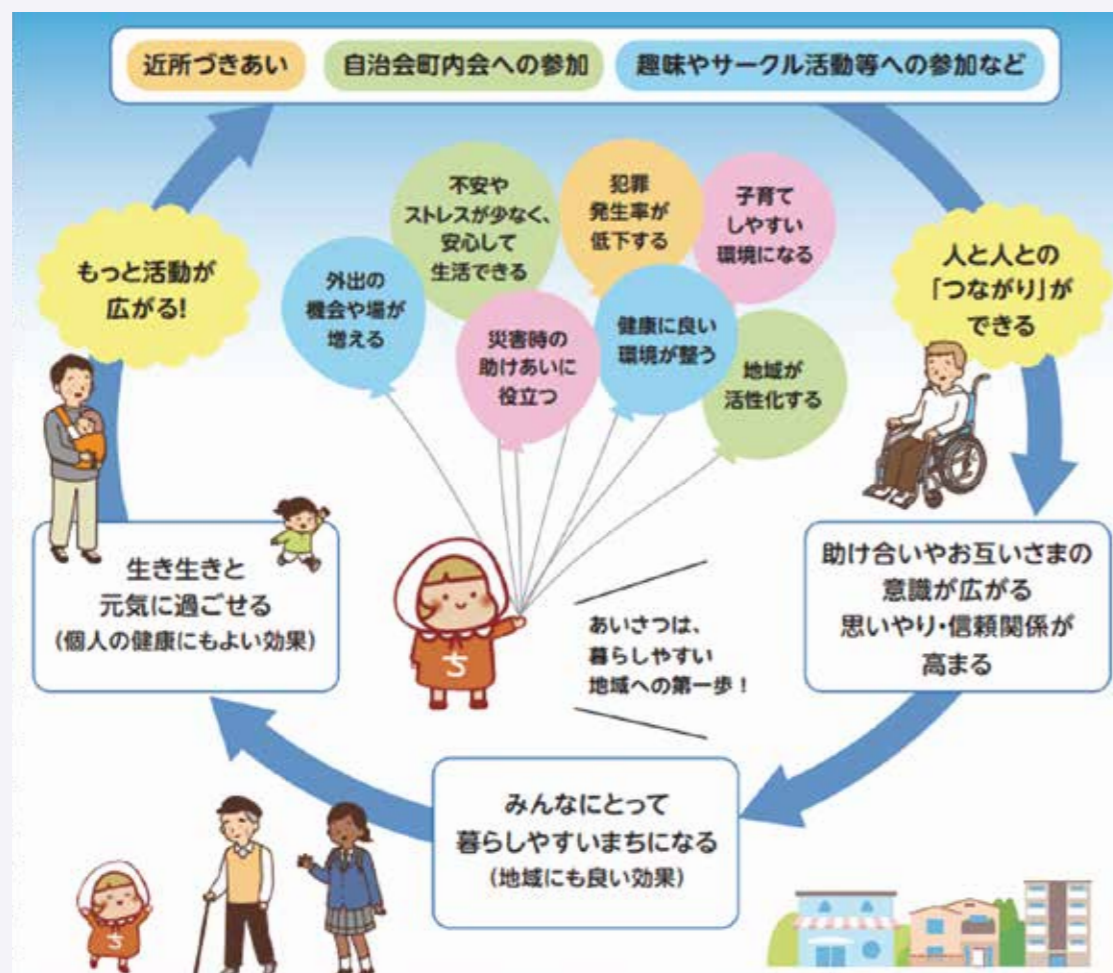 近所づきあい
自治会町内会への参加
趣味やサークル活動等への参加など
人と人との
「つながり」が
できる
助け合いやお互いさまの
意識が広がる
思いやり・信頼関係が
高まる
みんなにとって
暮らしやすいまちになる
(地域にも良い効果)
生き生きと
元気に過ごせる
(個人の健康にもよい効果)
もっと活動が
広がる!
外出の
機会や場が
増える
不安や
ストレスが少なく、
安心して
生活できる
災害時の
助けあいに
役立つ
犯罪
発生率が
低下する
健康に良い
環境が整う
子育て
しやすい
環境になる
地域が
活性化する
あいさつは、
暮らしやすい
地域への第一歩!
ち
ち